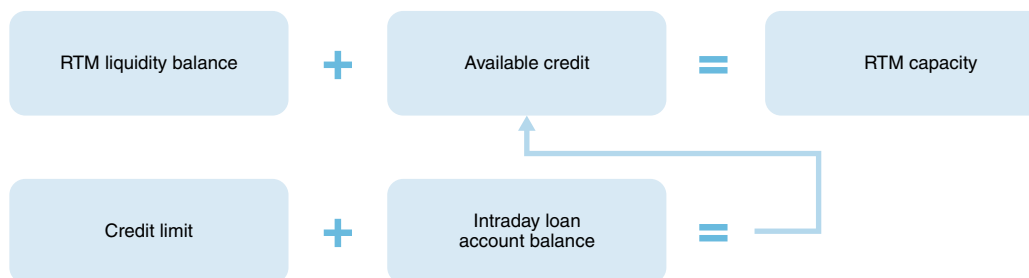 RTM liquidity balance + Available credit = RTM capacity
Credit limit + Intraday loan
account balance =